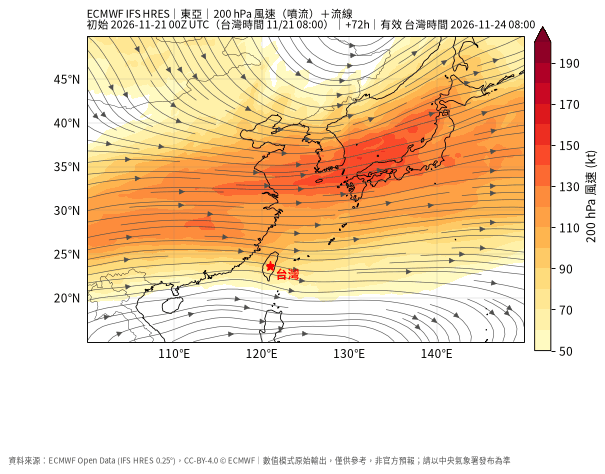 ECMWF IFS HRES｜東亞｜200 hPa 風速（噴流）＋流線
初始 2026-11-21 00Z UTC（台灣時間 11/21 08:00）｜+72h｜有效 台灣時間 2026-11-24 08:00
45°N
40°N
35°N
30°N
25°N
20°N
110°E
120°E
130°E
140°E
台灣
190
170
150
130
110
90
70
50
200 hPa 風速 (kt)
資料來源：ECMWF Open Data (IFS HRES 0.25°)，CC-BY-4.0 © ECMWF｜數值模式原始輸出，僅供參考，非官方預報；請以中央氣象署發布為準